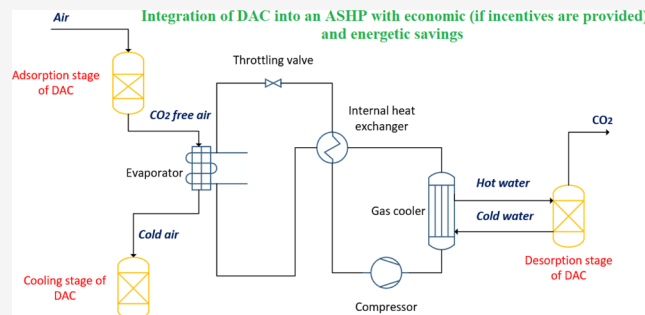 Integration of DAC into an ASHP with economic (if incentives are provided)
and energetic savings
Air
Adsorption stage
of DAC
CO2 free air
Evaporator
Cold air
Cooling stage of
DAC
Throttling valve
Internal heat
exchanger
Gas cooler
Compressor
Hot water
Cold water
CO2
Desorption stage
of DAC